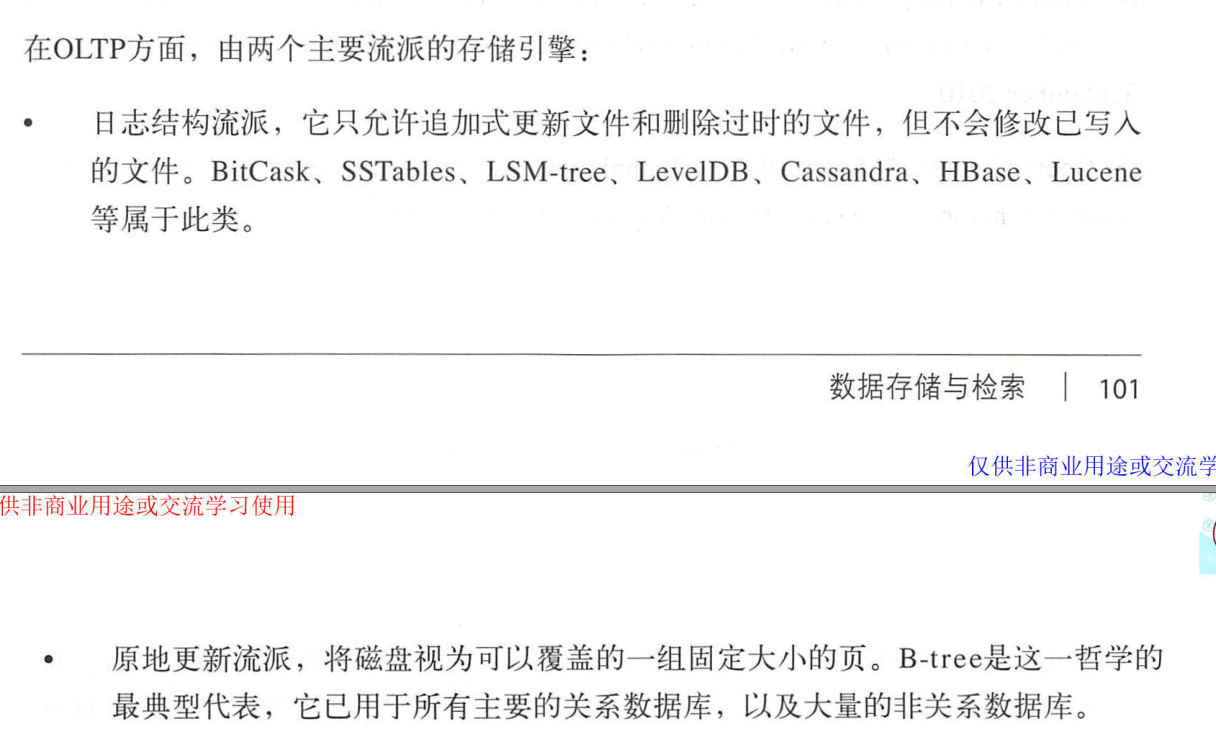 在OLTP方面，由两个主要流派的存储引擎：
• 日志结构流派，它只允许追加式更新文件和删除过时的文件，但不会修改已写入
的文件。BitCask、SSTables、LSM-tree、LevelDB、Cassandra、HBase、Lucene
等属于此类。
数据存储与检索 | 101
仅供非商业用途或交流学
供非商业用途或交流学习使用
• 原地更新流派，将磁盘视为可以覆盖的一组固定大小的页。B-tree是这一哲学的
最典型代表，它已用于所有主要的关系数据库，以及大量的非关系数据库。